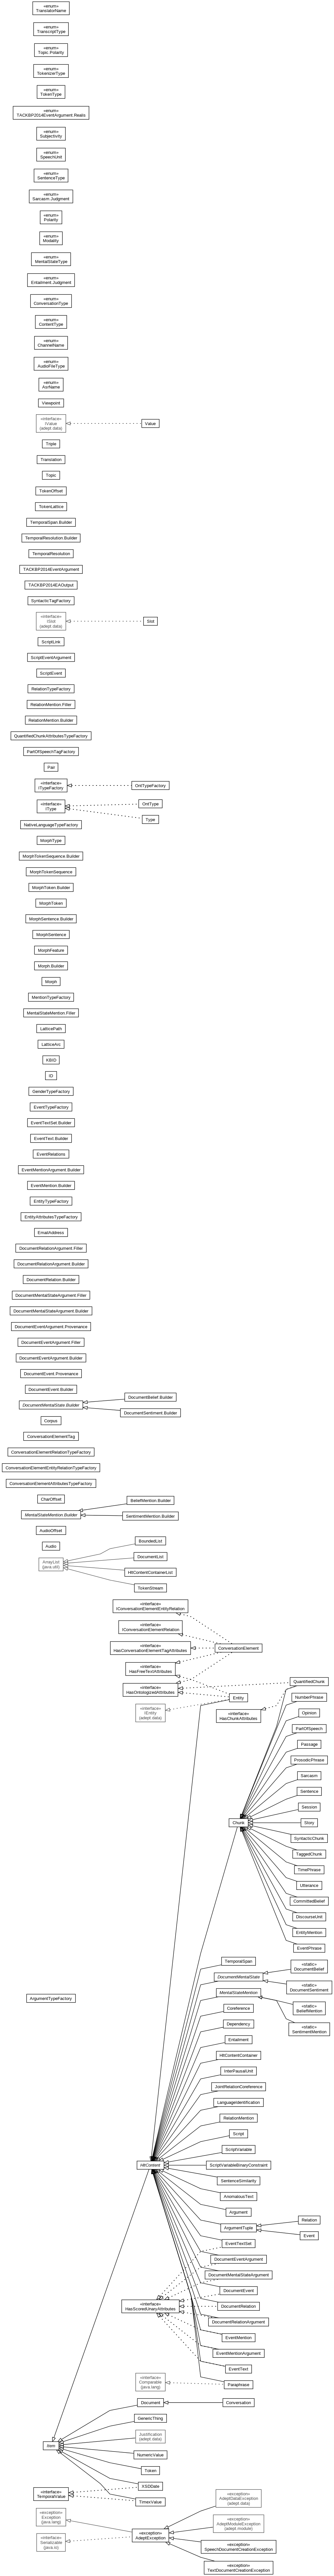 «enum»
TranslatorName
«enum»
TranscriptType
«enum»
Topic.Polarity
«enum»
TokenizerType
«enum»
TokenType
«enum»
TACKBP2014EventArgument.Realis
«enum»
Subjectivity
«enum»
SpeechUnit
«enum»
SentenceType
«enum»
Sarcasm.Judgment
«enum»
Polarity
«enum»
Modality
«enum»
MentalStateType
«enum»
Entailment.Judgment
«enum»
ConversationType
«enum»
ContentType
«enum»
ChannelName
«enum»
AudioFileType
«enum»
AsrName
Viewpoint
«interface»
IValue
(adept.data)
Value
Triple
Translation
Topic
TokenOffset
TokenLattice
TemporalSpan.Builder
TemporalResolution.Builder
TemporalResolution
TACKBP2014EventArgument
TACKBP2014EAOutput
SyntacticTagFactory
«interface»
ISlot
(adept.data)
Slot
ScriptLink
ScriptEventArgument
ScriptEvent
RelationTypeFactory
RelationMention.Filler
RelationMention.Builder
QuantifiedChunkAttributesTypeFactory
PartOfSpeechTagFactory
Pair
«interface»
ITypeFactory
OntTypeFactory
«interface»
IType
OntType
Type
NativeLanguageTypeFactory
MorphType
MorphTokenSequence.Builder
MorphTokenSequence
MorphToken.Builder
MorphToken
MorphSentence.Builder
MorphSentence
MorphFeature
Morph.Builder
Morph
MentionTypeFactory
MentalStateMention.Filler
LatticePath
LatticeArc
KBID
ID
GenderTypeFactory
EventTypeFactory
EventTextSet.Builder
EventText.Builder
EventRelations
EventMentionArgument.Builder
EventMention.Builder
EntityTypeFactory
EntityAttributesTypeFactory
EmailAddress
DocumentRelationArgument.Filler
DocumentRelationArgument.Builder
DocumentRelation.Builder
DocumentMentalStateArgument.Filler
DocumentMentalStateArgument.Builder
DocumentEventArgument.Provenance
DocumentEventArgument.Filler
DocumentEventArgument.Builder
DocumentEvent.Provenance
DocumentEvent.Builder
DocumentMentalState.Builder
DocumentBelief.Builder
DocumentSentiment.Builder
Corpus
ConversationElementTag
ConversationElementRelationTypeFactory
ConversationElementEntityRelationTypeFactory
ConversationElementAttributesTypeFactory
CharOffset
MentalStateMention.Builder
BeliefMention.Builder
SentimentMention.Builder
AudioOffset
Audio
ArrayList
(java.util)
BoundedList
DocumentList
HltContentContainerList
TokenStream
«interface»
IConversationElementEntityRelation
«interface»
IConversationElementRelation
«interface»
HasConversationElementTagAttributes
ConversationElement
«interface»
HasFreeTextAttributes
«interface»
HasOntologizedAttributes
«interface»
IEntity
(adept.data)
Entity
«interface»
HasChunkAttributes
QuantifiedChunk
NumberPhrase
Opinion
PartOfSpeech
Passage
ProsodicPhrase
Sarcasm
Sentence
Session
Chunk
Story
SyntacticChunk
TaggedChunk
TimePhrase
Utterance
CommittedBelief
DiscourseUnit
EntityMention
EventPhrase
ArgumentTypeFactory
TemporalSpan
DocumentMentalState
«static»
DocumentBelief
«static»
DocumentSentiment
MentalStateMention
«static»
BeliefMention
«static»
SentimentMention
Coreference
Dependency
Entailment
HltContentContainer
InterPausalUnit
JointRelationCoreference
LanguageIdentification
RelationMention
Script
ScriptVariable
HltContent
ScriptVariableBinaryConstraint
SentenceSimilarity
AnomalousText
Argument
ArgumentTuple
Relation
Event
EventTextSet
DocumentEventArgument
DocumentMentalStateArgument
DocumentEvent
«interface»
HasScoredUnaryAttributes
DocumentRelation
DocumentRelationArgument
EventMention
EventMentionArgument
EventText
«interface»
Comparable
(java.lang)
Paraphrase
Document
Conversation
GenericThing
Item
Justification
(adept.data)
NumericValue
Token
XSDDate
«interface»
TemporalValue
TimexValue
«exception»
Exception
(java.lang)
«interface»
Serializable
(java.io)
«exception»
AdeptException
«exception»
AdeptDataException
(adept.data)
«exception»
AdeptModuleException
(adept.module)
«exception»
SpeechDocumentCreationException
«exception»
TextDocumentCreationException